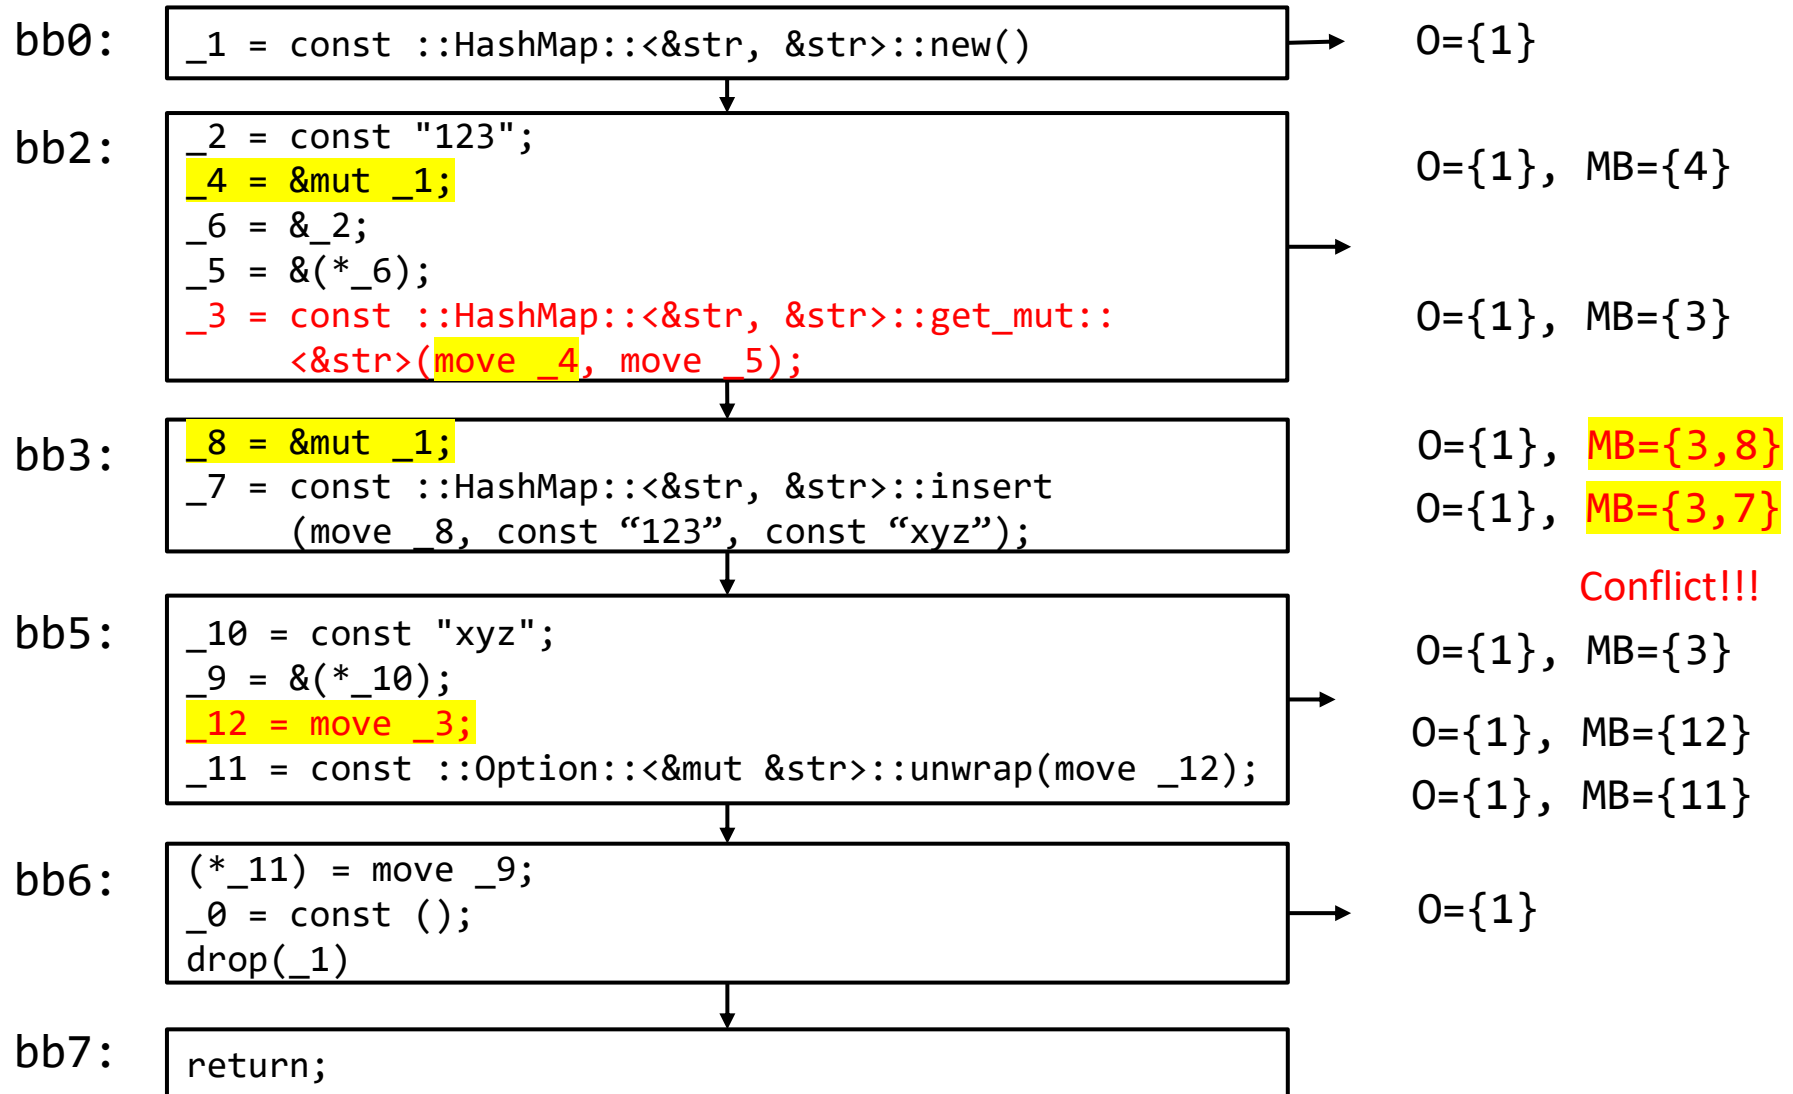 bb0:
_1 = const ::HashMap::<&str, &str>::new()
O={1}
bb2:
_2 = const "123";
_4 = &mut _1;
O={1}, MB={4}
_6 = &_2;
_5 = &(*_6);
_3 = const ::HashMap::<&str, &str>::get_mut::
O={1}, MB={3}
<&str>(move _4, move _5);
bb3:
_8 = &mut _1;
O={1}, MB={3,8}
_7 = const ::HashMap::<&str, &str>::insert
O={1}, MB={3,7}
(move _8, const “123”, const “xyz”);
Conflict!!!
bb5:
_10 = const "xyz";
O={1}, MB={3}
_9 = &(*_10);
_12 = move _3;
O={1}, MB={12}
_11 = const ::Option::<&mut &str>::unwrap(move _12);
O={1}, MB={11}
bb6:
(*_11) = move _9;
_0 = const ();
O={1}
drop(_1)
bb7:
return;